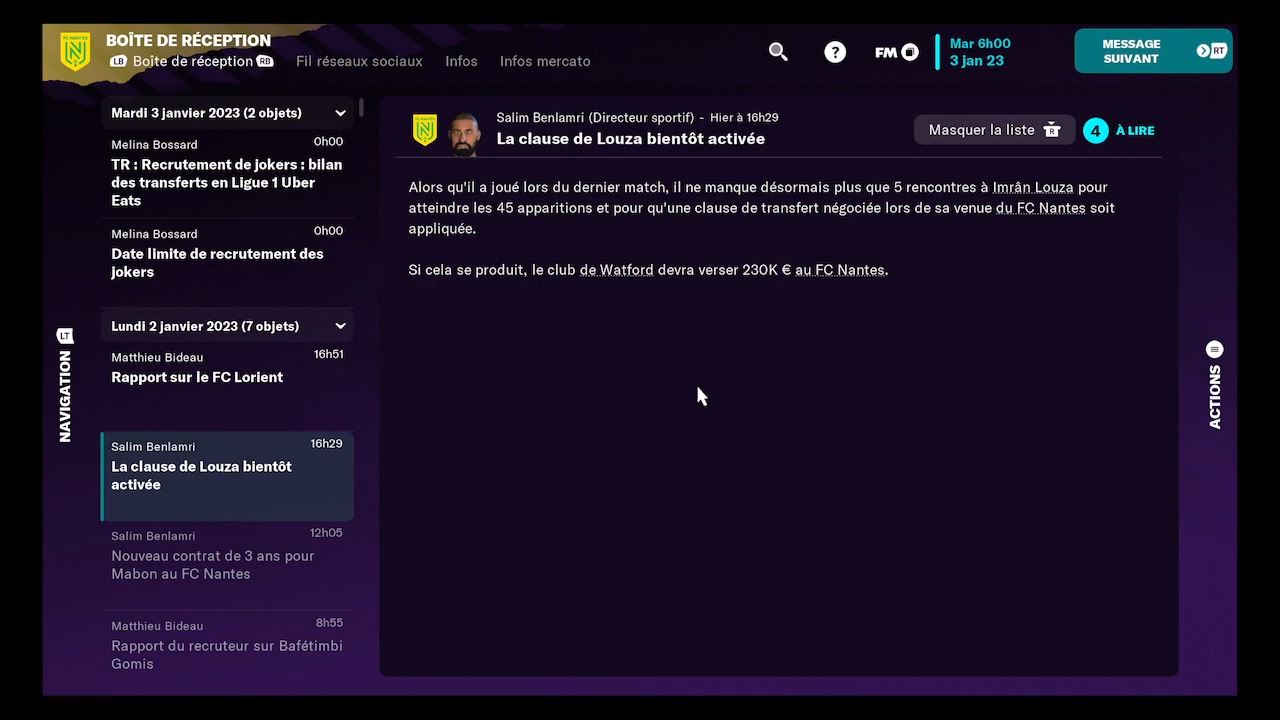 BOÎTE DE RÉCEPTION
LB Boîte de réception RB Fil réseaux sociaux Infos Infos mercato
? FM
Mar 6h00
3 jan 23
MESSAGE
SUIVANT
RT
Mardi 3 janvier 2023 (2 objets)
Melina Bossard 0h00
TR : Recrutement de jokers : bilan
des transferts en Ligue 1 Uber
Eats
Melina Bossard 0h00
Date limite de recrutement des
jokers
Lundi 2 janvier 2023 (7 objets)
Matthieu Bideau 16h51
Rapport sur le FC Lorient
Salim Benlamri 16h29
La clause de Louza bientôt
activée
Salim Benlamri 12h05
Nouveau contrat de 3 ans pour
Mabon au FC Nantes
Matthieu Bideau 8h55
Rapport du recruteur sur Bafétimbi
Gomis
LT
NAVIGATION
Salim Benlamri (Directeur sportif) - Hier à 16h29
La clause de Louza bientôt activée
Masquer la liste R
4 À LIRE
Alors qu'il a joué lors du dernier match, il ne manque désormais plus que 5 rencontres à Imrân Louza pour
atteindre les 45 apparitions et pour qu'une clause de transfert négociée lors de sa venue du FC Nantes soit
appliquée.
Si cela se produit, le club de Watford devra verser 230K € au FC Nantes.
ACTIONS